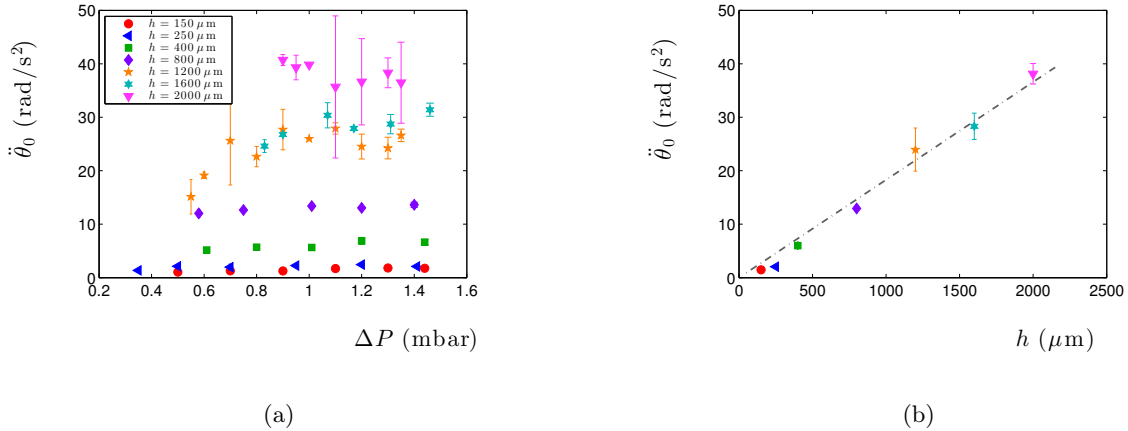 50
40
30
20
10
0
0.2 0.4 0.6 0.8 1 1.2 1.4 1.6
θ̈₀ (rad/s²)
ΔP (mbar)
h = 150 μm
h = 250 μm
h = 400 μm
h = 800 μm
h = 1200 μm
h = 1600 μm
h = 2000 μm
(a)
50
40
30
20
10
0
0 500 1000 1500 2000 2500
θ̈₀ (rad/s²)
h (μm)
(b)